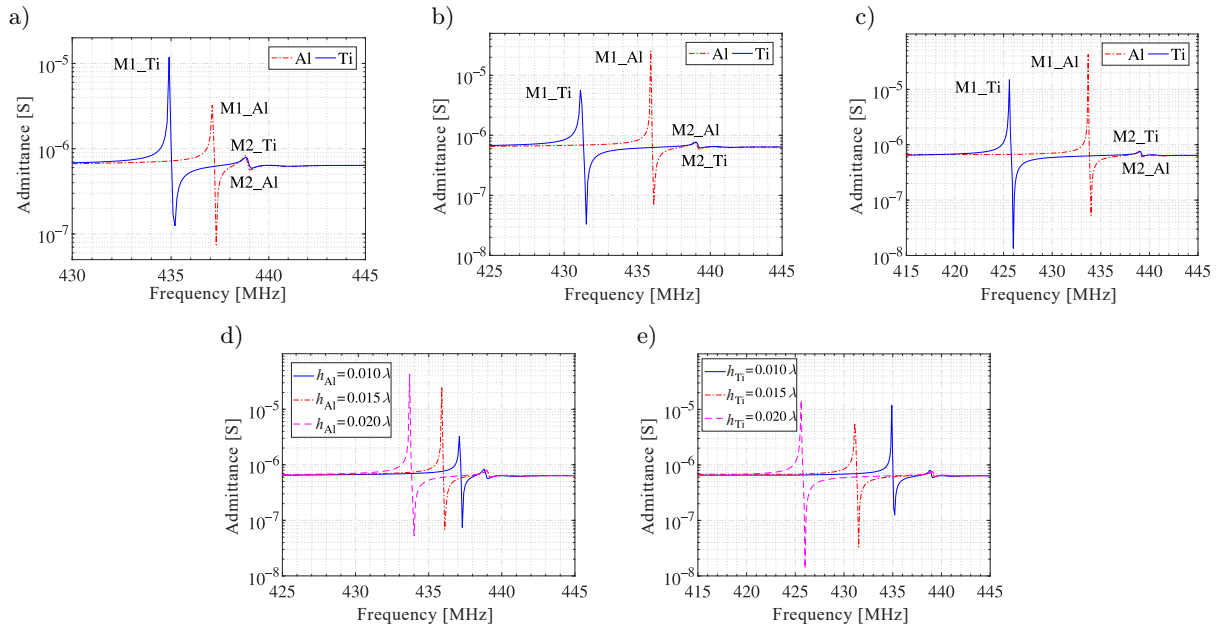 a)
Admittance [S]
10⁻⁵
10⁻⁶
10⁻⁷
M1_Ti
M1_Al
M2_Ti
M2_Al
Al Ti
430 435 440 445
Frequency [MHz]
b)
Admittance [S]
10⁻⁵
10⁻⁶
10⁻⁷
10⁻⁸
M1_Ti
M1_Al
M2_Al
M2_Ti
Al Ti
425 430 435 440 445
Frequency [MHz]
c)
Admittance [S]
10⁻⁵
10⁻⁶
10⁻⁷
10⁻⁸
M1_Ti
M1_Al
M2_Ti
M2_Al
Al Ti
415 420 425 430 435 440 445
Frequency [MHz]
d)
Admittance [S]
10⁻⁵
10⁻⁶
10⁻⁷
10⁻⁸
h_Al=0.010 λ
h_Al=0.015 λ
h_Al=0.020 λ
425 430 435 440 445
Frequency [MHz]
e)
Admittance [S]
10⁻⁵
10⁻⁶
10⁻⁷
10⁻⁸
h_Ti=0.010 λ
h_Ti=0.015 λ
h_Ti=0.020 λ
415 420 425 430 435 440 445
Frequency [MHz]